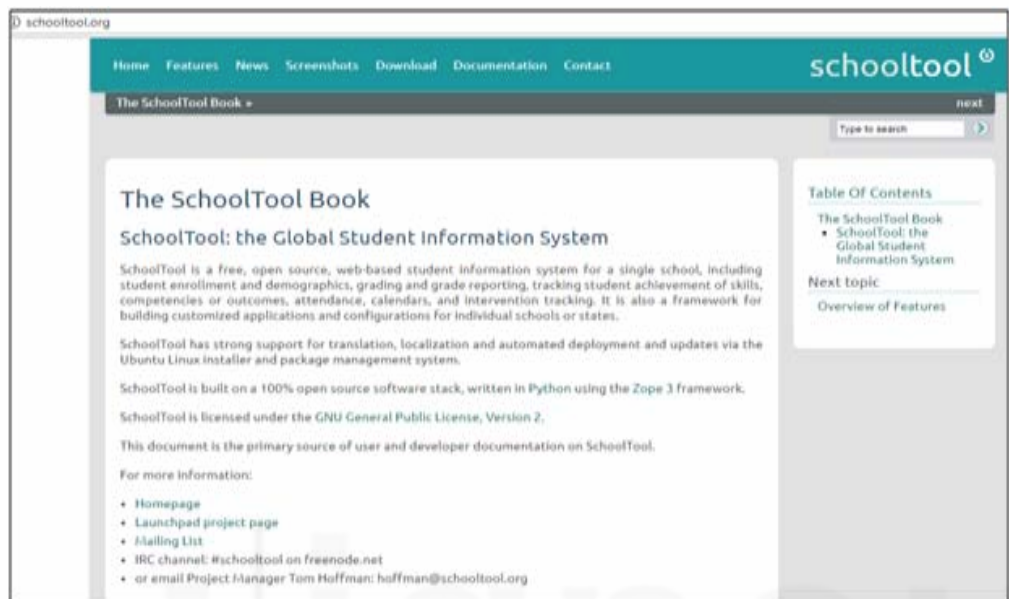 schooltool.org
Home Features News Screenshots Download Documentation Contact
schooltool
The SchoolTool Book »
next
Type to search
The SchoolTool Book
SchoolTool: the Global Student Information System
SchoolTool is a free, open source, web-based student information system for a single school, including
student enrollment and demographics, grading and grade reporting, tracking student achievement of skills,
competencies or outcomes, attendance, calendars, and intervention tracking. It is also a framework for
building customized applications and configurations for individual schools or states.
SchoolTool has strong support for translation, localization and automated deployment and updates via the
Ubuntu Linux installer and package management system.
SchoolTool is built on a 100% open source software stack, written in Python using the Zope 3 framework.
SchoolTool is licensed under the GNU General Public License, Version 2.
This document is the primary source of user and developer documentation on SchoolTool.
For more information:
• Homepage
• Launchpad project page
• Mailing List
• IRC channel: #schooltool on freenode.net
• or email Project Manager Tom Hoffman: hoffman@schooltool.org
Table Of Contents
The SchoolTool Book
• SchoolTool: the
Global Student
Information System
Next topic
Overview of Features